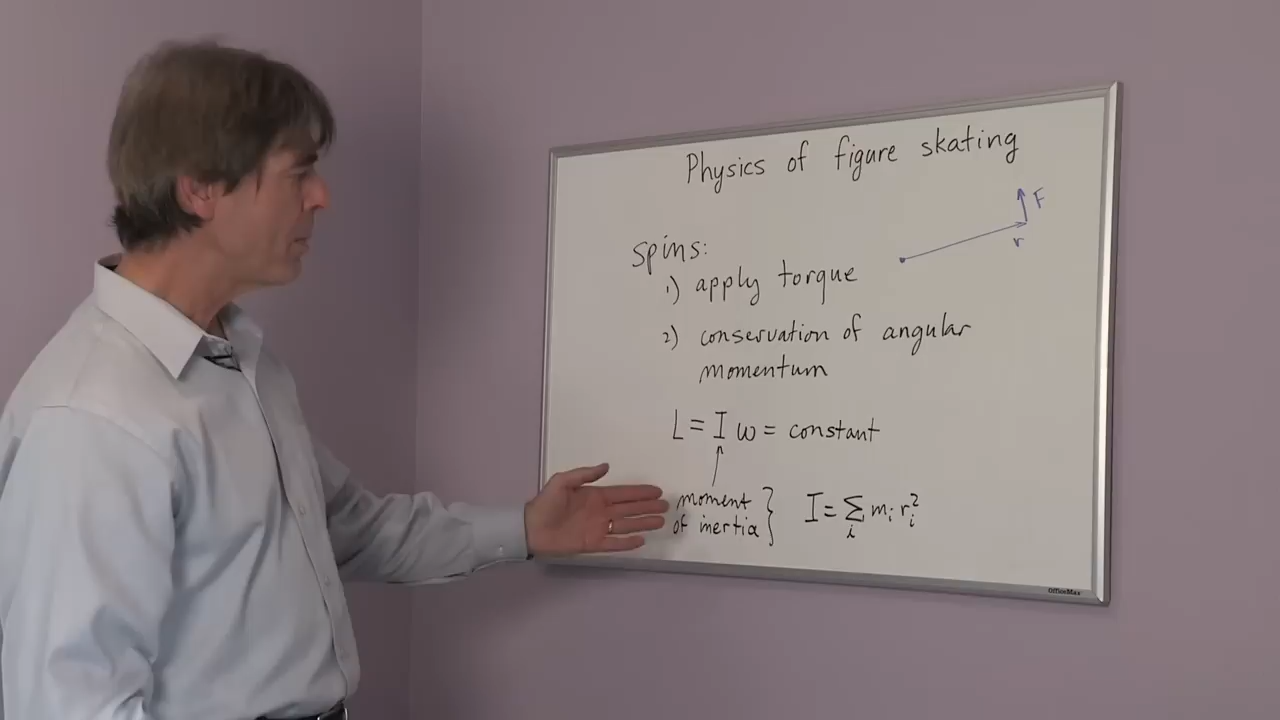 Physics of figure skating
F
r
spins:
1) apply torque
2) conservation of angular
momentum
L = I ω = constant
moment
of inertia } I = ∑ᵢ mᵢ rᵢ²
OfficeMax